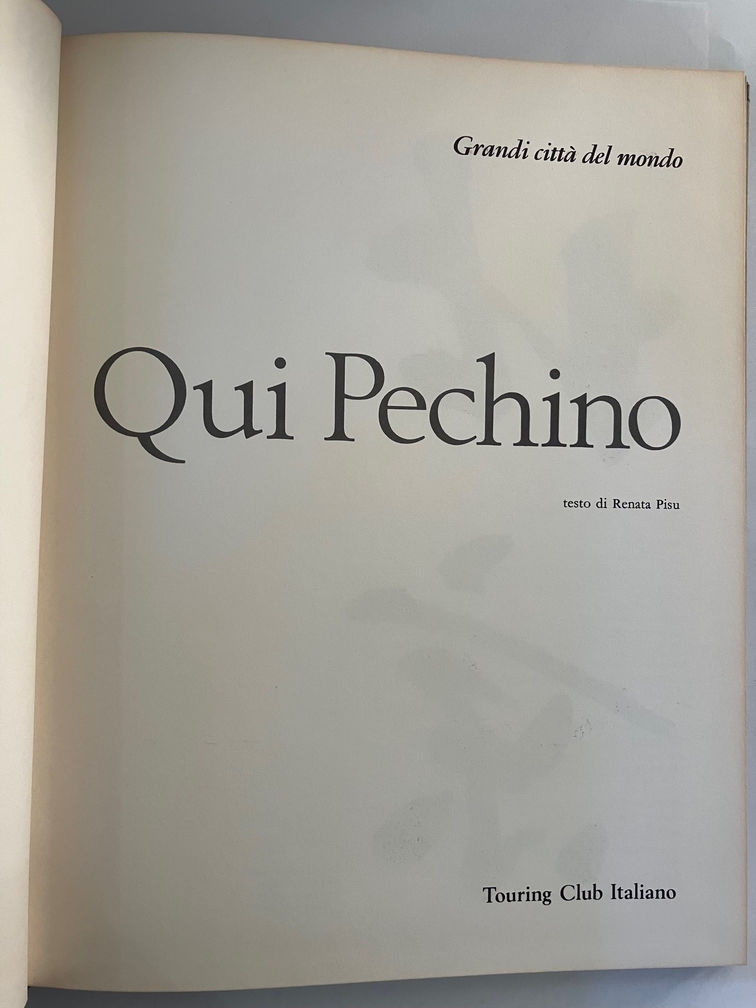 Grandi città del mondo
Qui Pechino
testo di Renata Pisu
Touring Club Italiano